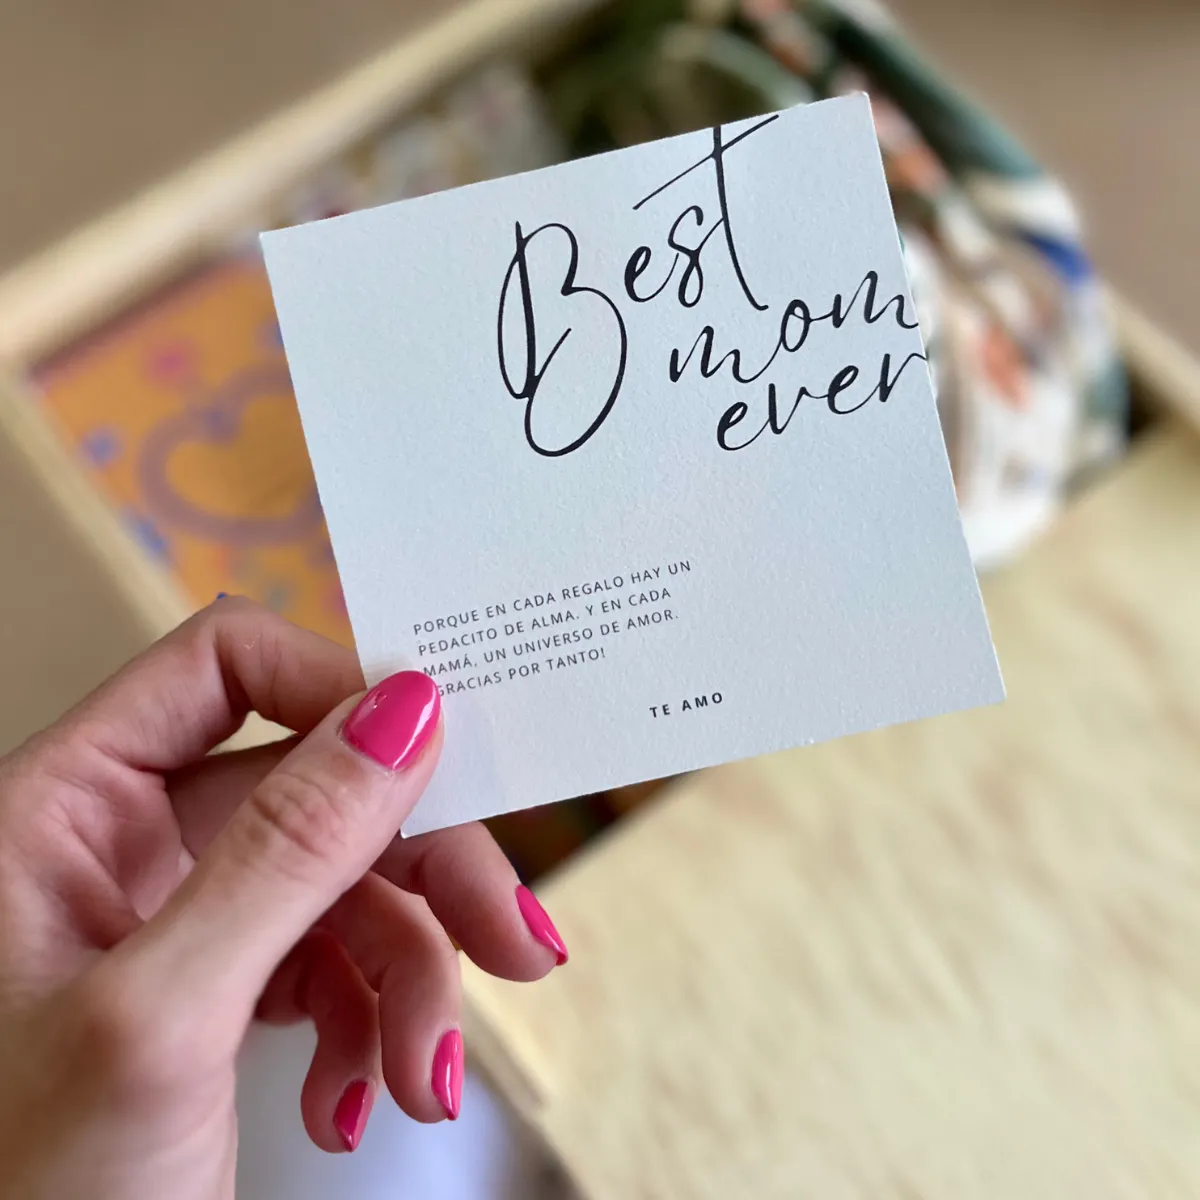 Best
mom
ever
PORQUE EN CADA REGALO HAY UN
PEDACITO DE ALMA. Y EN CADA
MAMÁ, UN UNIVERSO DE AMOR.
GRACIAS POR TANTO!
TE AMO